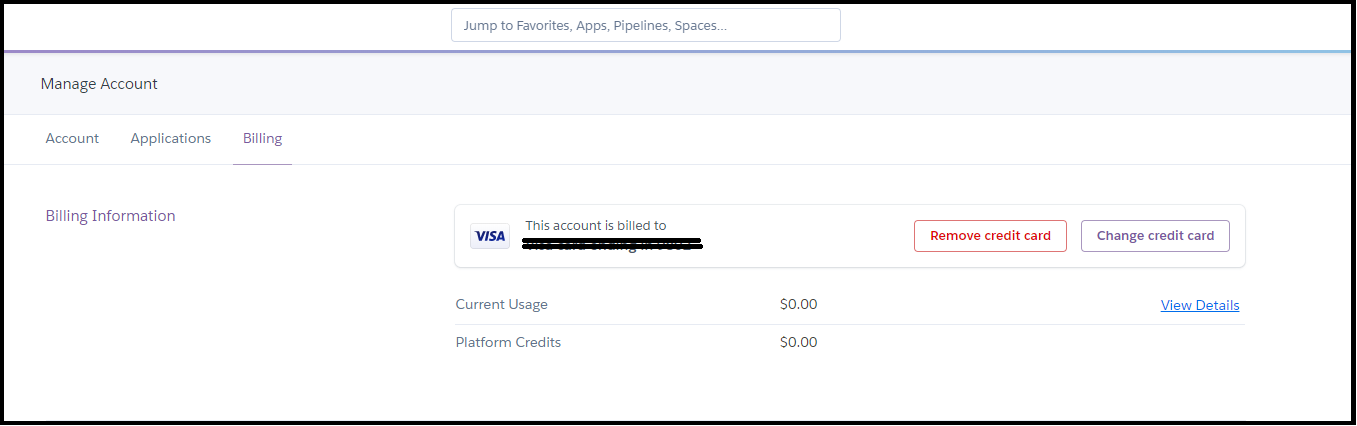 Jump to Favorites, Apps, Pipelines, Spaces...
Manage Account
Account Applications Billing
Billing Information
VISA
This account is billed to
Remove credit card
Change credit card
Current Usage $0.00 View Details
Platform Credits $0.00